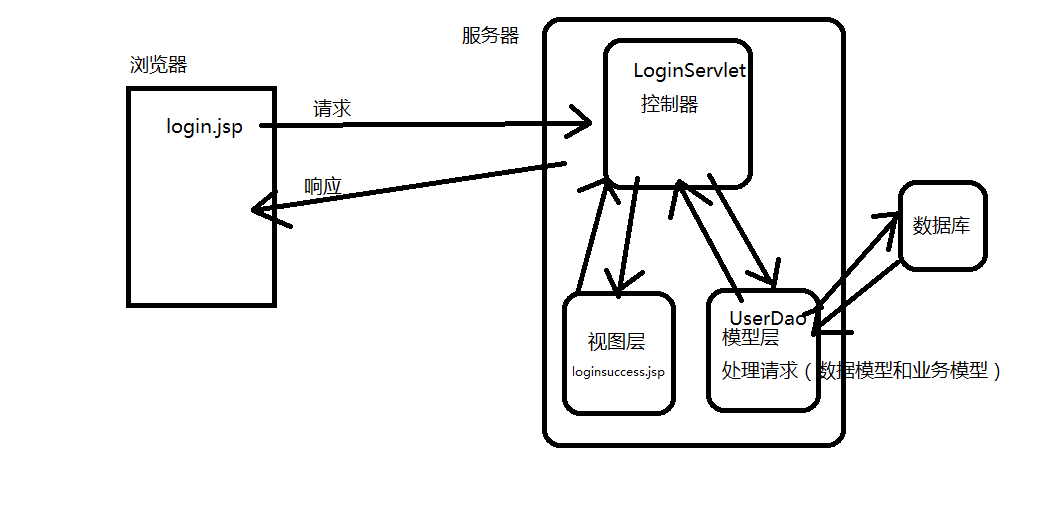 服务器
浏览器
LoginServlet
控制器
login.jsp
请求
响应
数据库
UserDao
模型层
视图层
loginsuccess.jsp
处理请求（数据模型和业务模型）